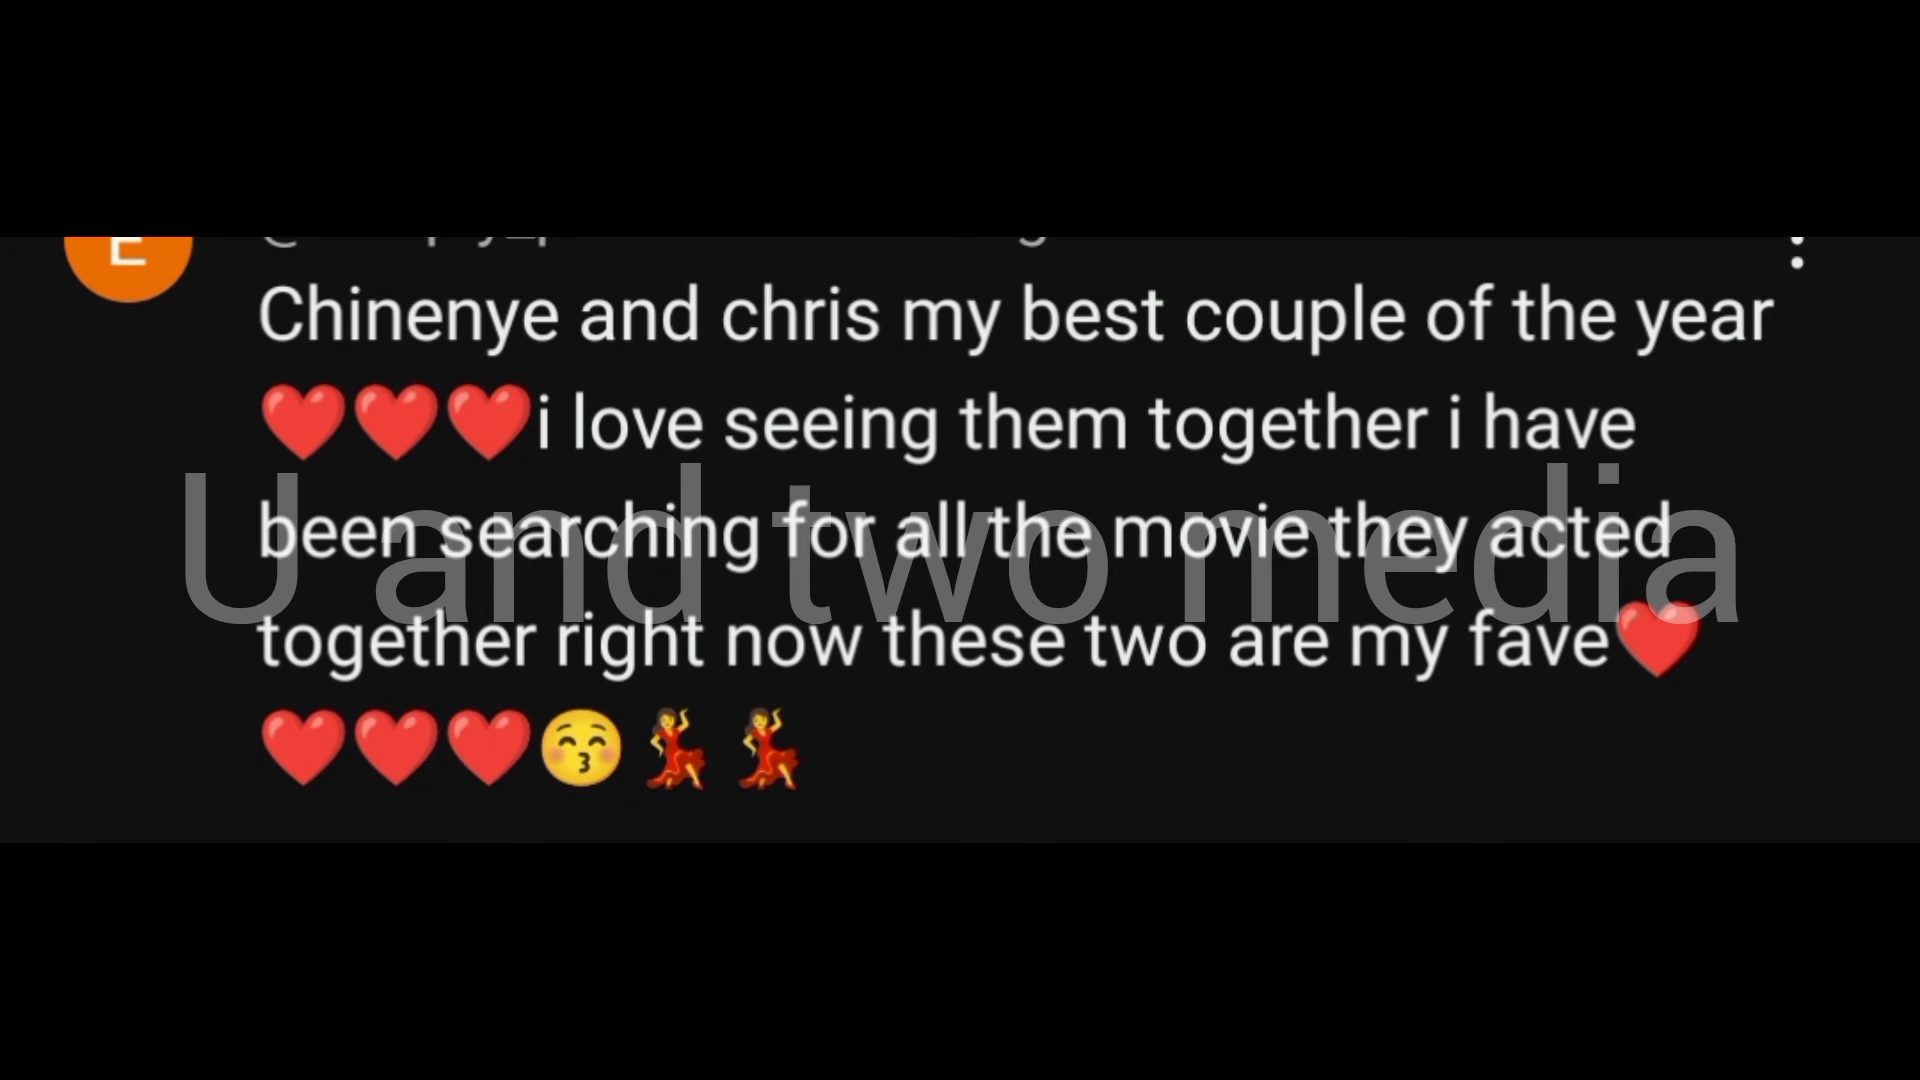 E
Chinenye and chris my best couple of the year
❤️❤️❤️i love seeing them together i have
been searching for all the movie they acted
together right now these two are my fave❤️
❤️❤️❤️😚💃💃
U and two media